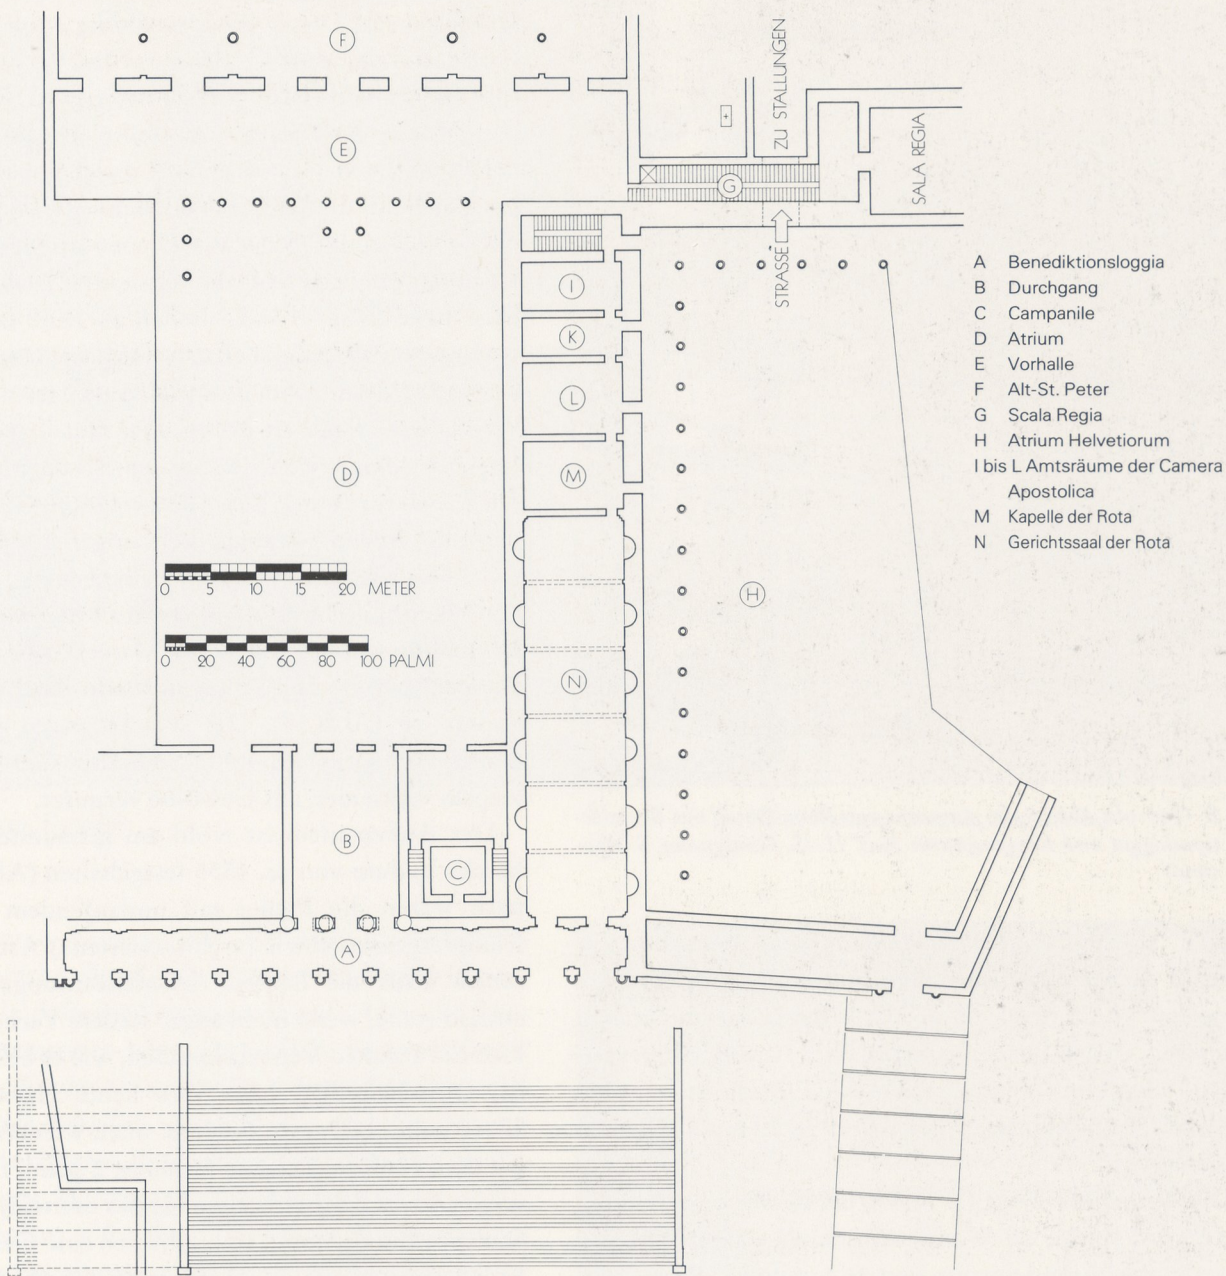 F
ZU STALLUNGEN
E
SALA REGIA
G
STRASSE
A Benediktionsloggia
B Durchgang
C Campanile
D Atrium
E Vorhalle
F Alt-St. Peter
G Scala Regia
H Atrium Helvetiorum
I bis L Amtsräume der Camera
Apostolica
M Kapelle der Rota
N Gerichtssaal der Rota
I
K
L
D
M
0 5 10 15 20 METER
H
0 20 40 60 80 100 PALMI
N
B
C
A